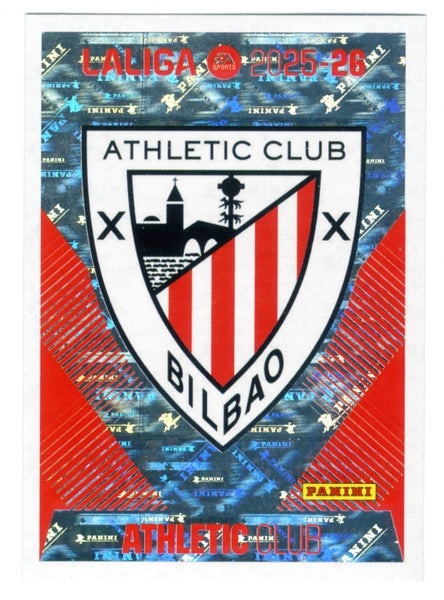 LALIGA EA SPORTS 2025-26
ATHLETIC CLUB
X X
BILBAO
PANINI
ATHLETIC CLUB